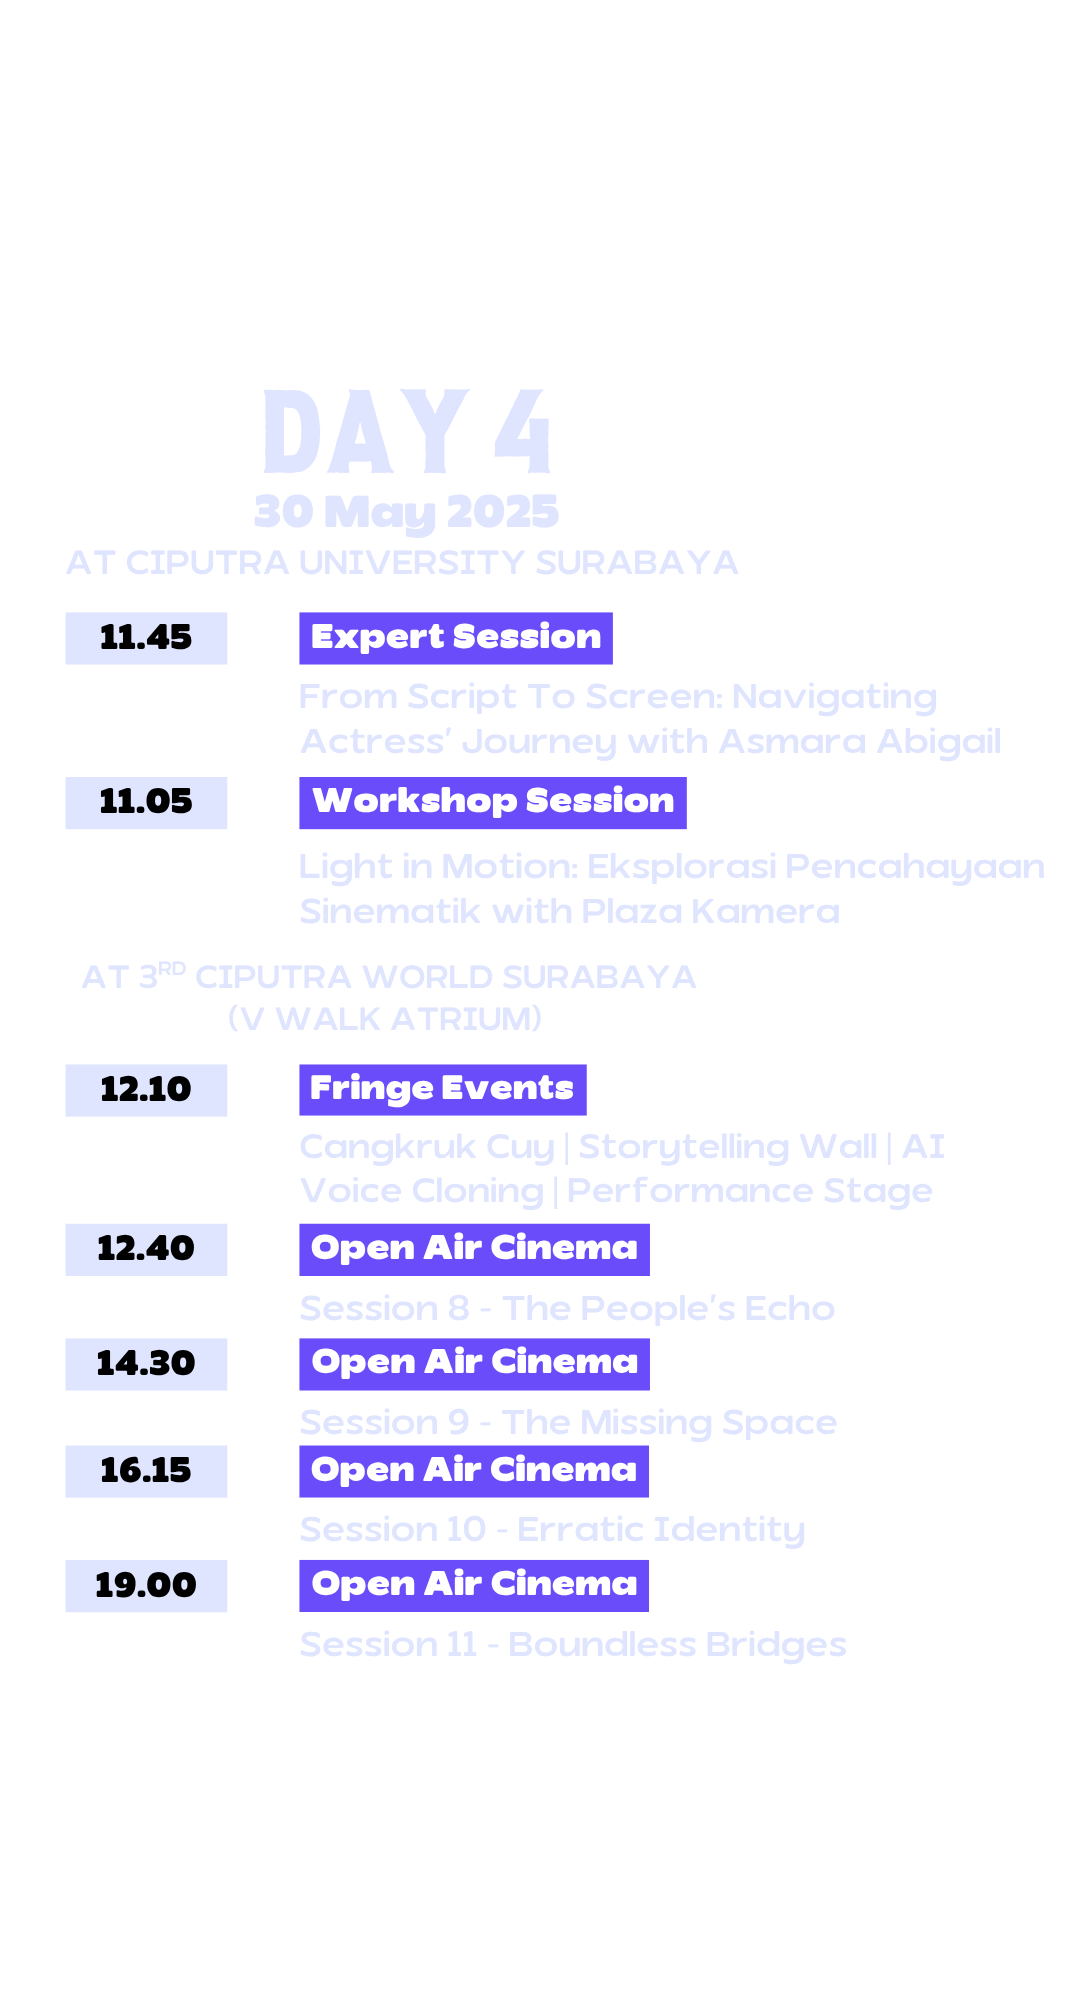 DAY 4
30 May 2025
AT CIPUTRA UNIVERSITY SURABAYA
11.45
Expert Session
From Script To Screen: Navigating
Actress' Journey with Asmara Abigail
11.05
Workshop Session
Light in Motion: Eksplorasi Pencahayaan
Sinematik with Plaza Kamera
AT 3RD CIPUTRA WORLD SURABAYA
(V WALK ATRIUM)
12.10
Fringe Events
Cangkruk Cuy | Storytelling Wall | AI
Voice Cloning | Performance Stage
12.40
Open Air Cinema
Session 8 - The People's Echo
14.30
Open Air Cinema
Session 9 - The Missing Space
16.15
Open Air Cinema
Session 10 - Erratic Identity
19.00
Open Air Cinema
Session 11 - Boundless Bridges